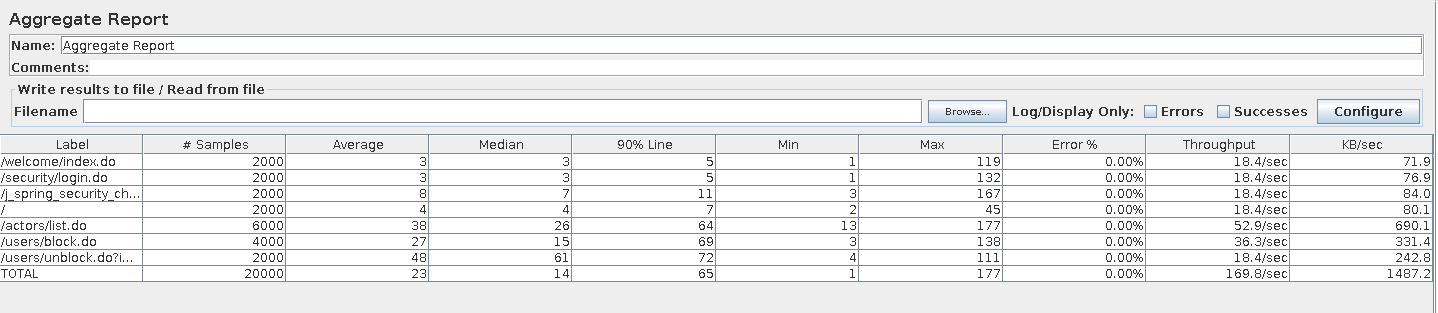 Aggregate Report
Name: Aggregate Report
Comments:
Write results to file / Read from file
Filename Browse... Log/Display Only: Errors Successes Configure
Label # Samples Average Median 90% Line Min Max Error % Throughput KB/sec
/welcome/index.do 2000 3 3 5 1 119 0.00% 18.4/sec 71.9
/security/login.do 2000 3 3 5 1 132 0.00% 18.4/sec 76.9
/j_spring_security_ch... 2000 8 7 11 3 167 0.00% 18.4/sec 84.0
/ 2000 4 4 7 2 45 0.00% 18.4/sec 80.1
/actors/list.do 6000 38 26 64 13 177 0.00% 52.9/sec 690.1
/users/block.do 4000 27 15 69 3 138 0.00% 36.3/sec 331.4
/users/unblock.do?i... 2000 48 61 72 4 111 0.00% 18.4/sec 242.8
TOTAL 20000 23 14 65 1 177 0.00% 169.8/sec 1487.2